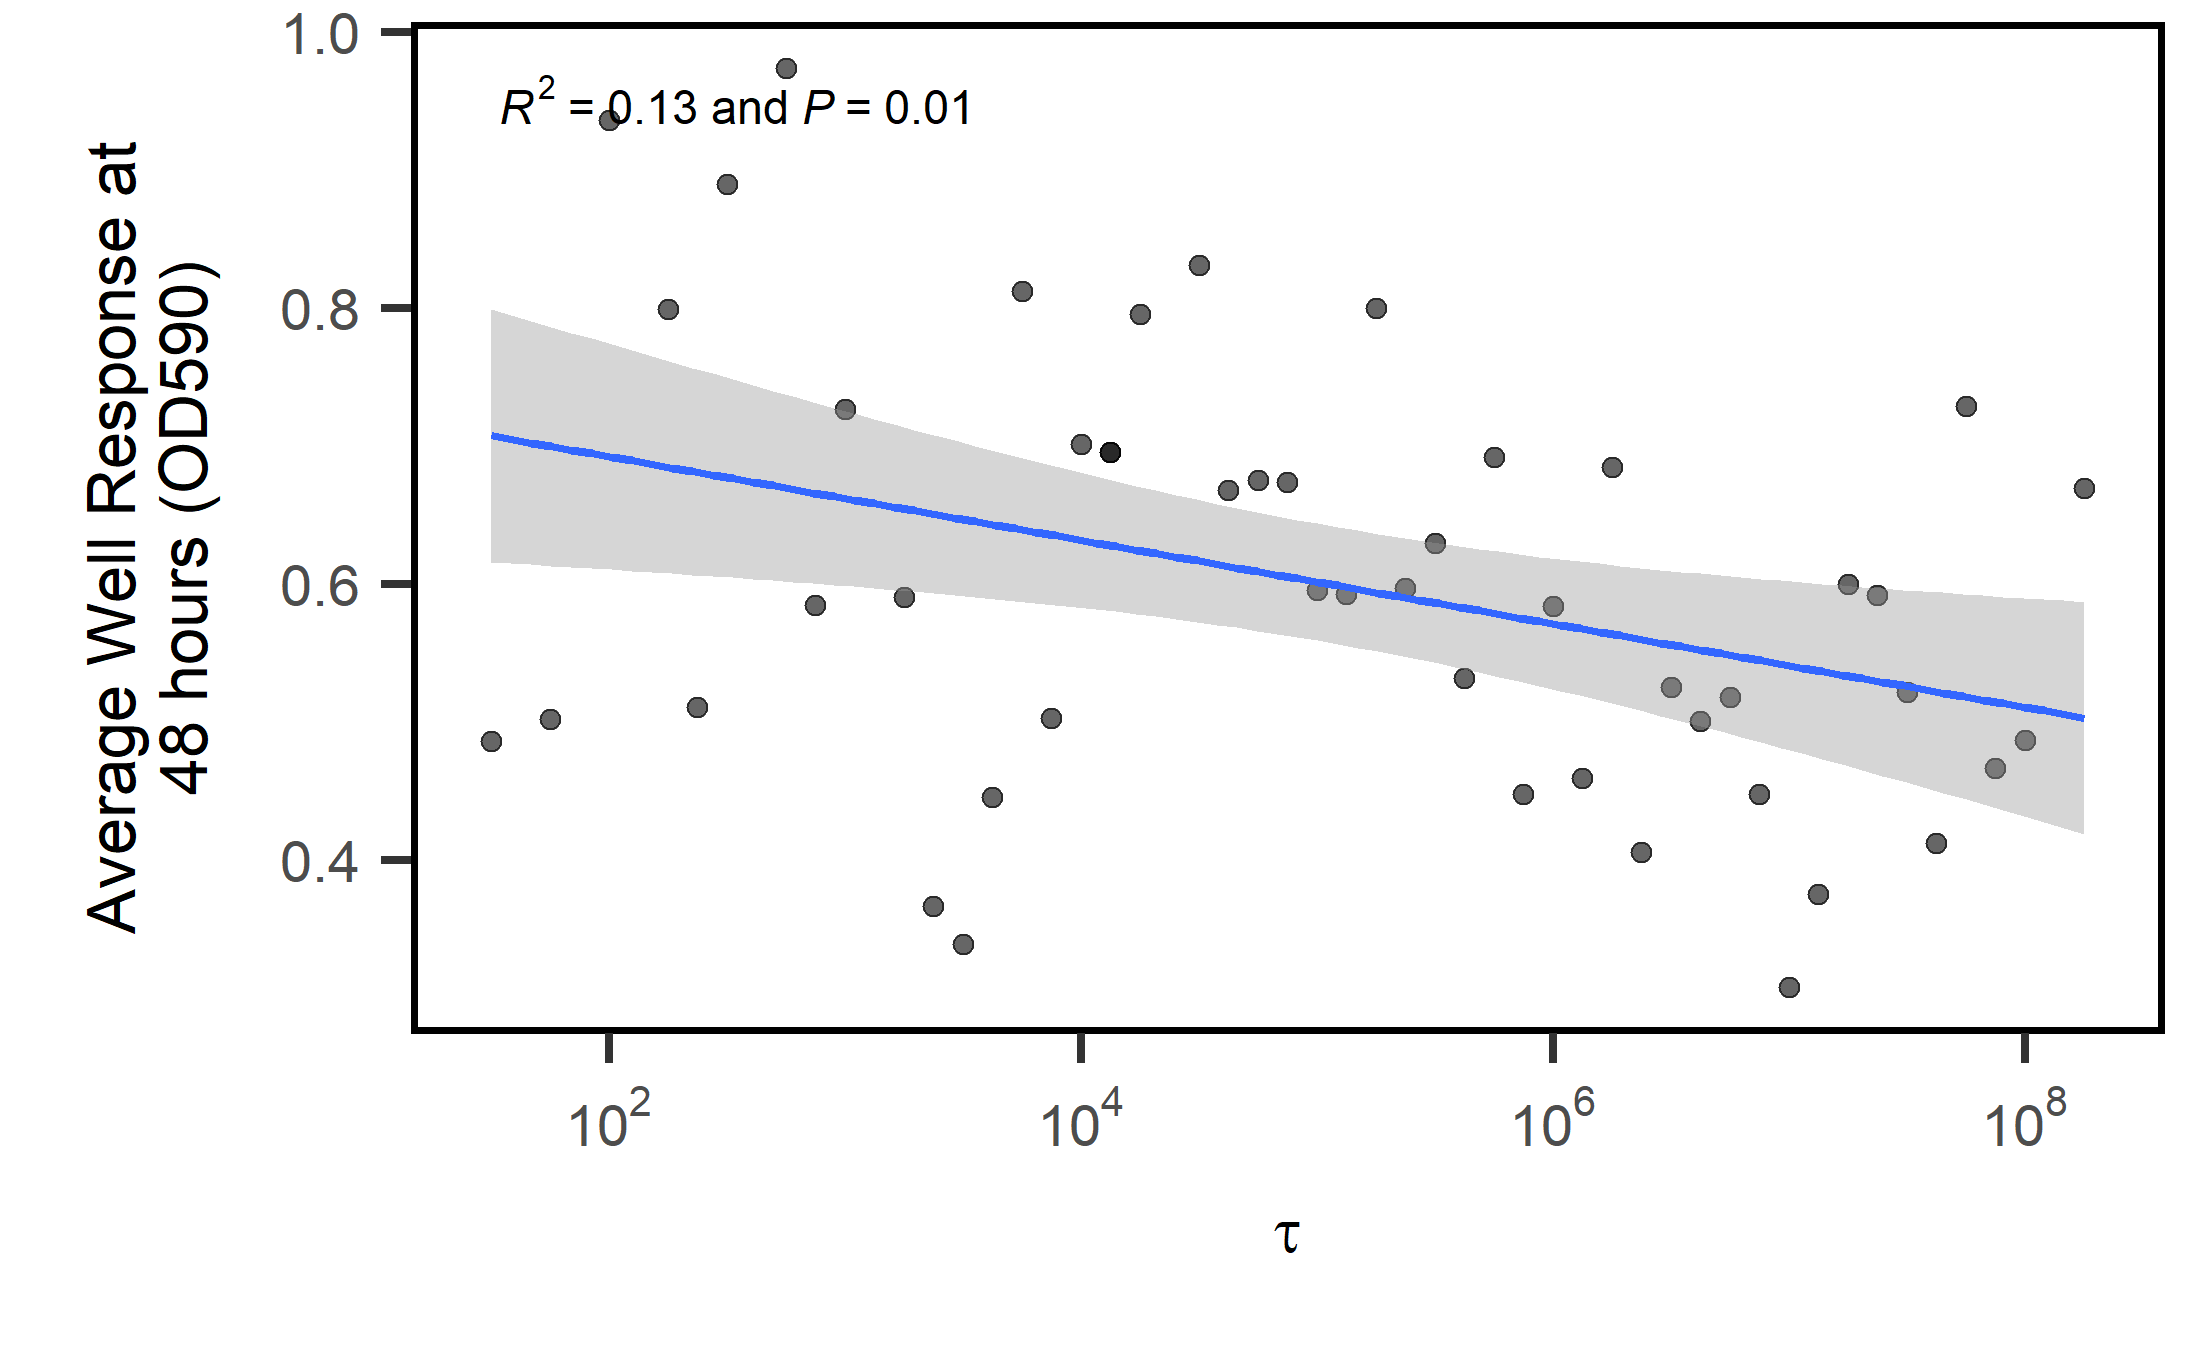 Average Well Response at
48 hours (OD590)
1.0
0.8
0.6
0.4
R² = 0.13 and P = 0.01
10² 10⁴ 10⁶ 10⁸
τ